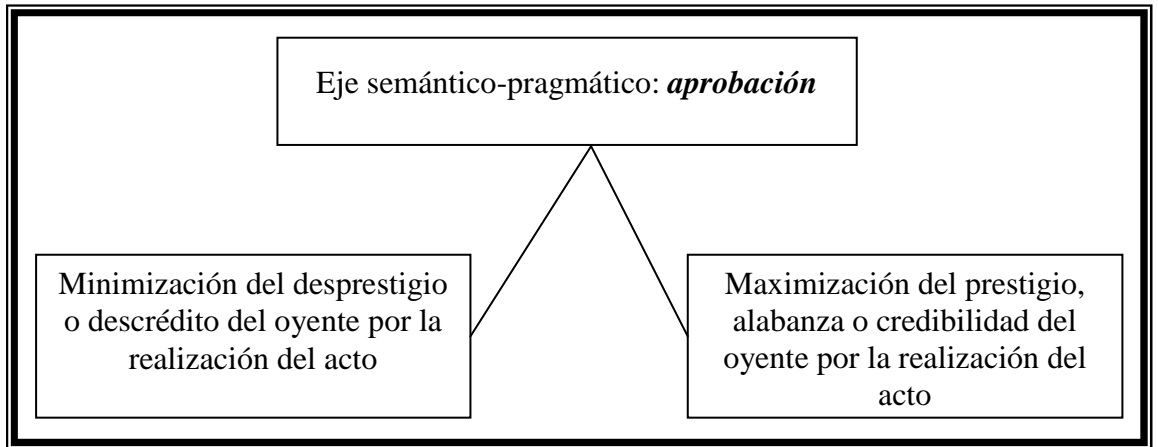 Eje semántico-pragmático: aprobación
Minimización del desprestigio
o descrédito del oyente por la
realización del acto
Maximización del prestigio,
alabanza o credibilidad del
oyente por la realización del
acto